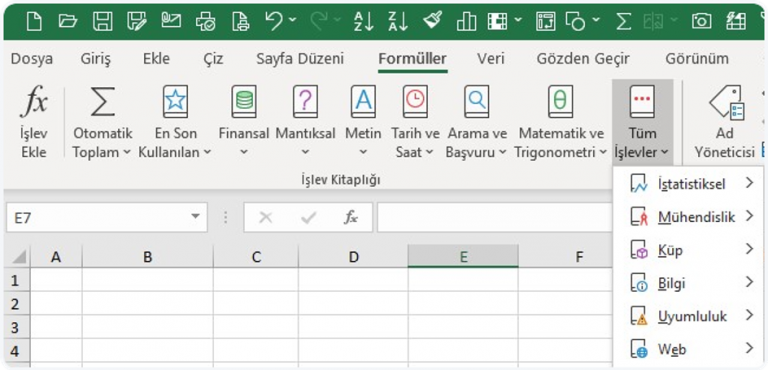 Dosya Giriş Ekle Çiz Sayfa Düzeni Formüller Veri Gözden Geçir Görünüm
fx Σ ? A θ
İşlev Otomatik En Son Finansal Mantıksal Metin Tarih ve Arama ve Matematik ve Tüm Ad
Ekle Toplam Kullanılan Saat Başvuru Trigonometri İşlevler Yöneticisi
İşlev Kitaplığı
İstatistiksel
Mühendislik
Küp
Bilgi
Uyumluluk
Web
E7 fx
A B C D E F
1
2
3
4